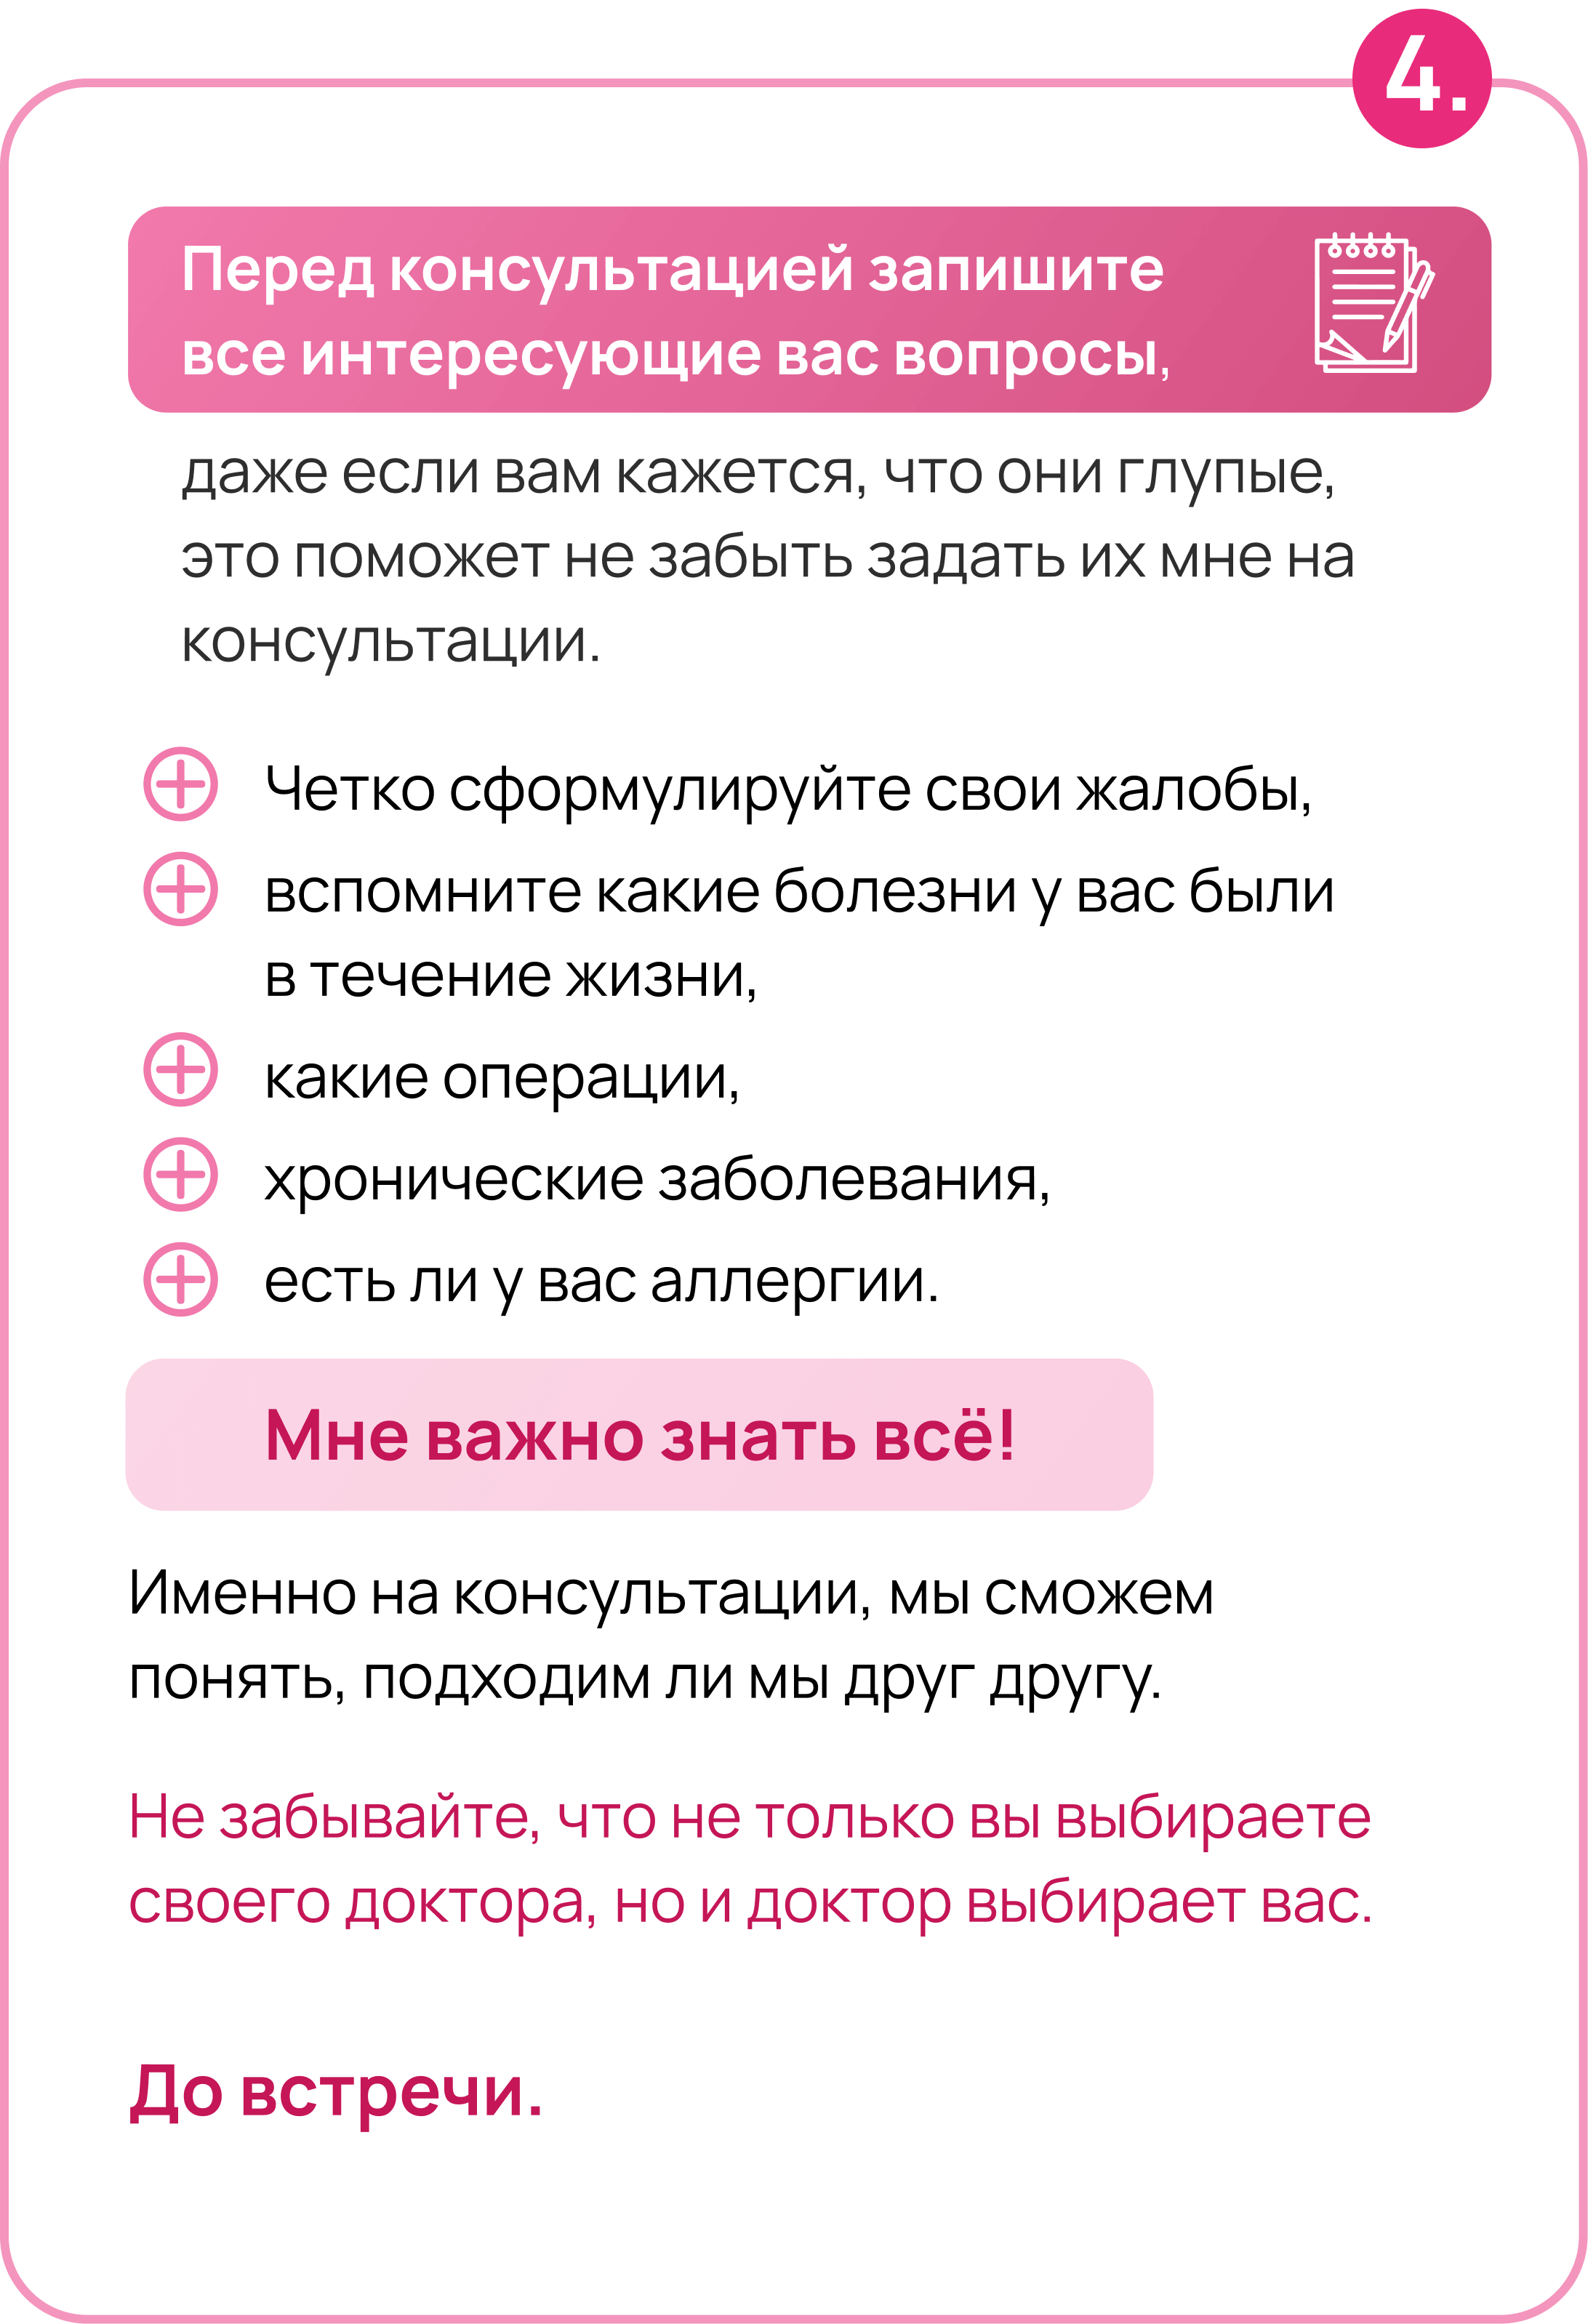 4.
Перед консультацией запишите
все интересующие вас вопросы,
даже если вам кажется, что они глупые,
это поможет не забыть задать их мне на
консультации.
Четко сформулируйте свои жалобы,
вспомните какие болезни у вас были
в течение жизни,
какие операции,
хронические заболевания,
есть ли у вас аллергии.
Мне важно знать всё!
Именно на консультации, мы сможем
понять, подходим ли мы друг другу.
Не забывайте, что не только вы выбираете
своего доктора, но и доктор выбирает вас.
До встречи.